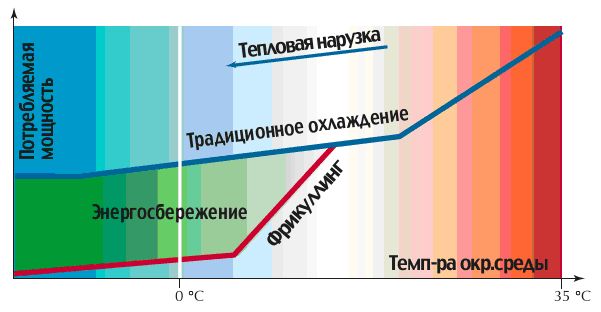 Потребляемая
мощность
Тепловая нарузка
Традиционное охлаждение
Энергосбережение
Фрикуллинг
Темп-ра окр.среды
0 °C
35 °C